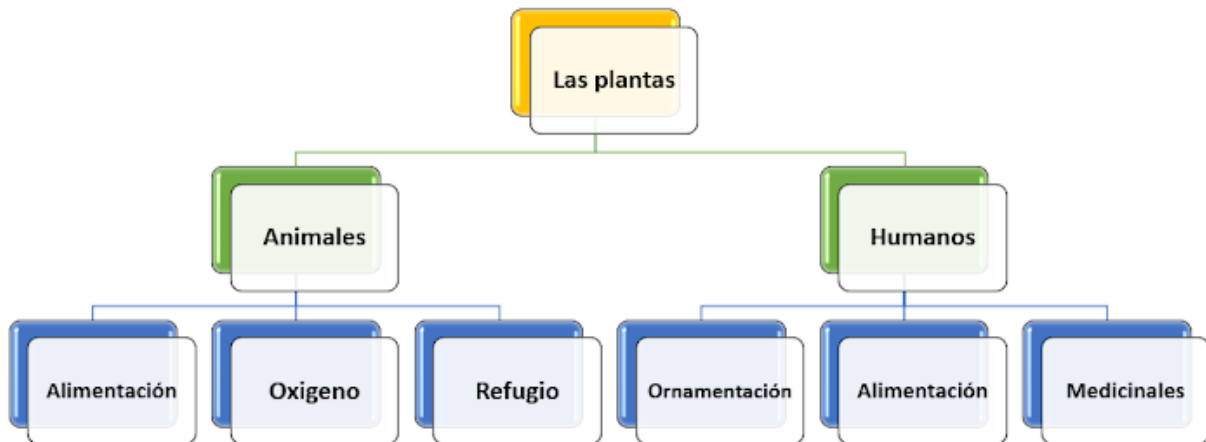 Las plantas
Animales
Humanos
Alimentación
Oxigeno
Refugio
Ornamentación
Alimentación
Medicinales